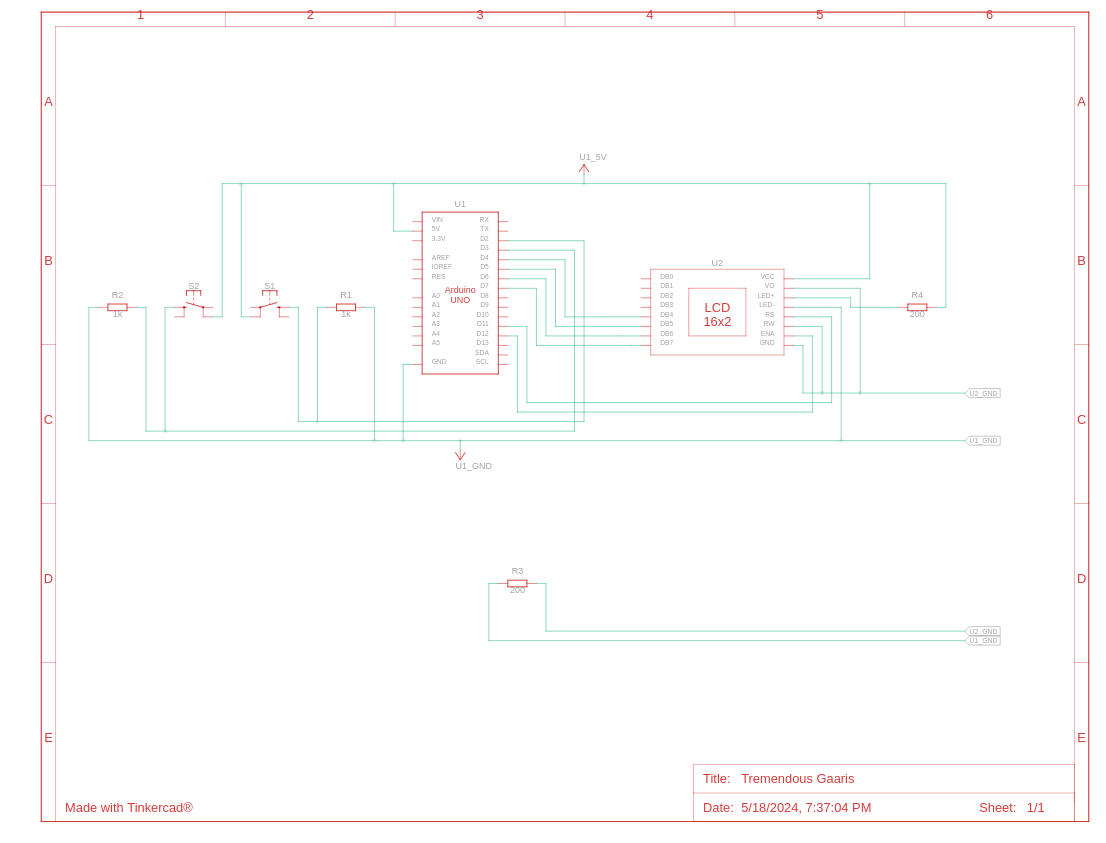 1 2 3 4 5 6
A A
U1_5V
U1
VIN RX
5V TX
3.3V D2
D3
AREF D4
IOREF D5
RES D6
D7
A0 D8
A1 D9
A2 D10
A3 D11
A4 D12
A5 D13
SDA
GND SCL
Arduino
UNO
B B
U2
DB0 VCC
DB1 VO
DB2 LED+
DB3 LED-
DB4 RS
DB5 RW
DB6 ENA
DB7 GND
LCD
16x2
R2
1k
S2
S1
R1
1k
R4
200
U2_GND
C C
U1_GND
U1_GND
R3
200
D D
U2_GND
U1_GND
E E
Title: Tremendous Gaaris
Made with Tinkercad®
Date: 5/18/2024, 7:37:04 PM Sheet: 1/1